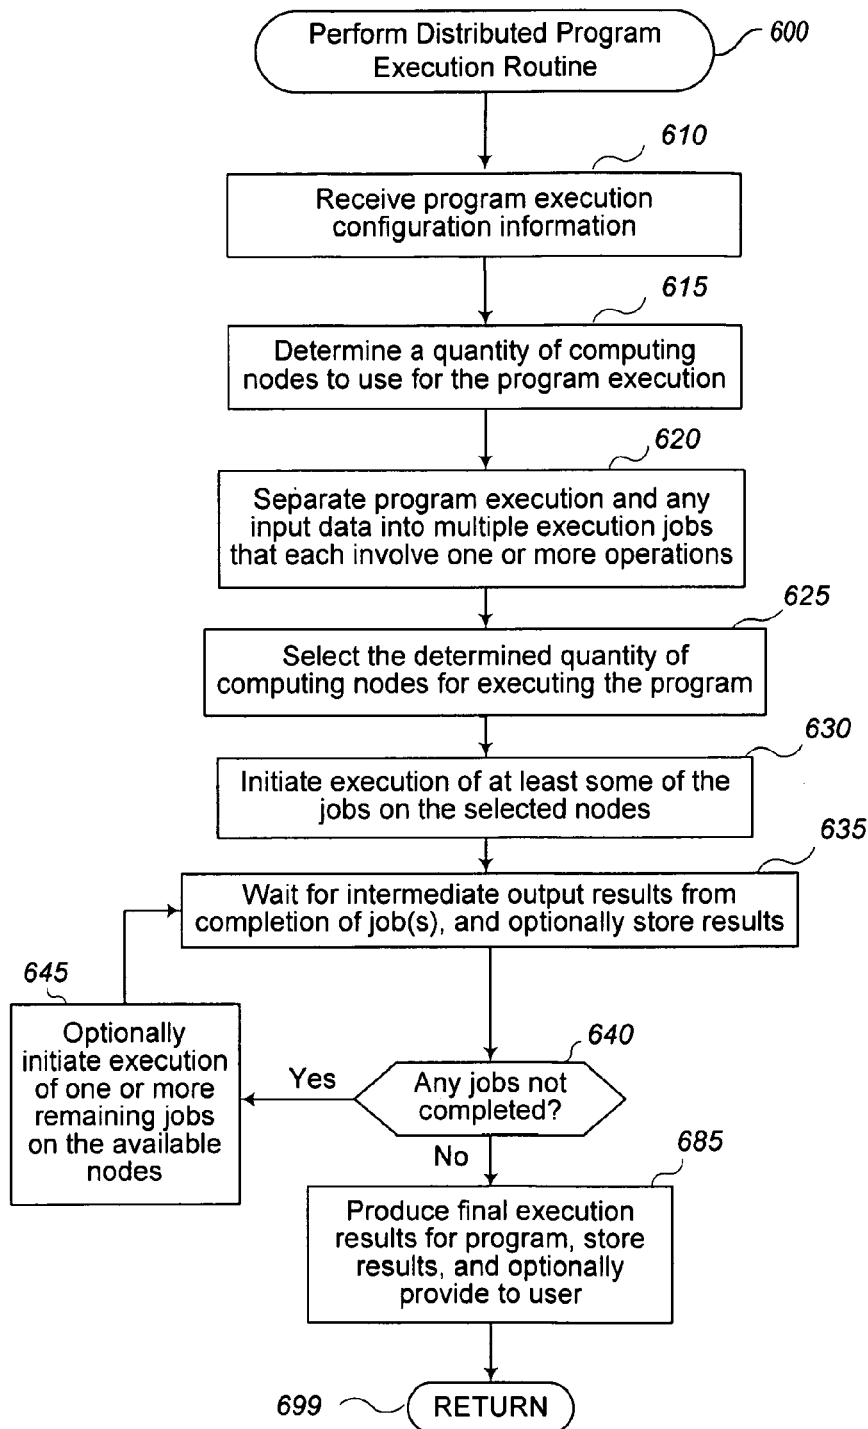 Perform Distributed Program
Execution Routine
600
610
Receive program execution
configuration information
615
Determine a quantity of computing
nodes to use for the program execution
620
Separate program execution and any
input data into multiple execution jobs
that each involve one or more operations
625
Select the determined quantity of
computing nodes for executing the program
630
Initiate execution of at least some of the
jobs on the selected nodes
635
Wait for intermediate output results from
completion of job(s), and optionally store results
645
Optionally
initiate execution
of one or more
remaining jobs
on the available
nodes
Yes
640
Any jobs not
completed?
No
685
Produce final execution
results for program, store
results, and optionally
provide to user
699
RETURN